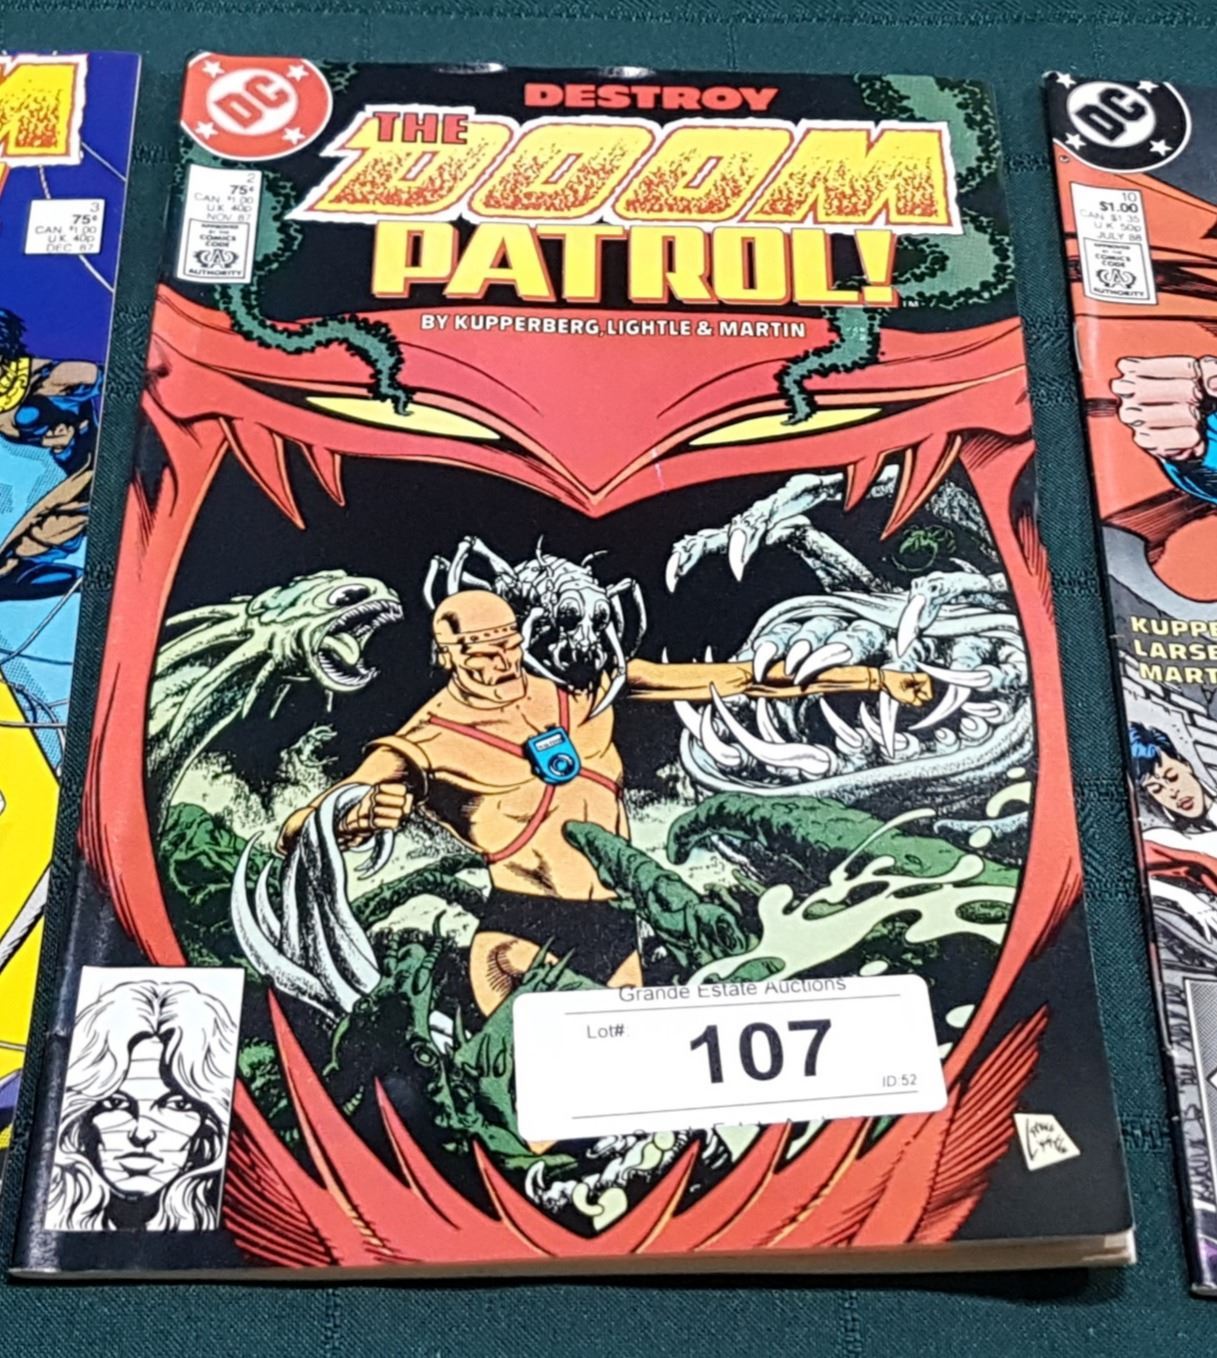 M
3
75¢
CAN. $1.00
U.K. 40p
DEC. 87
DC
DESTROY
THE
DOOM
PATROL!
TM
BY KUPPERBERG, LIGHTLE & MARTIN
2
75¢
CAN $1.00
U.K. 40p
NOV. 87
APPROVED
BY THE
COMICS
CODE
CA
AUTHORITY
Grande Estate Auctions
Lot#:
107
ID:52
DC
10
$1.00
CAN $1.35
U.K. 50p
JULY 88
APPROVED
BY THE
COMICS
CODE
CA
AUTHORITY
KUPPE
LARSE
MART